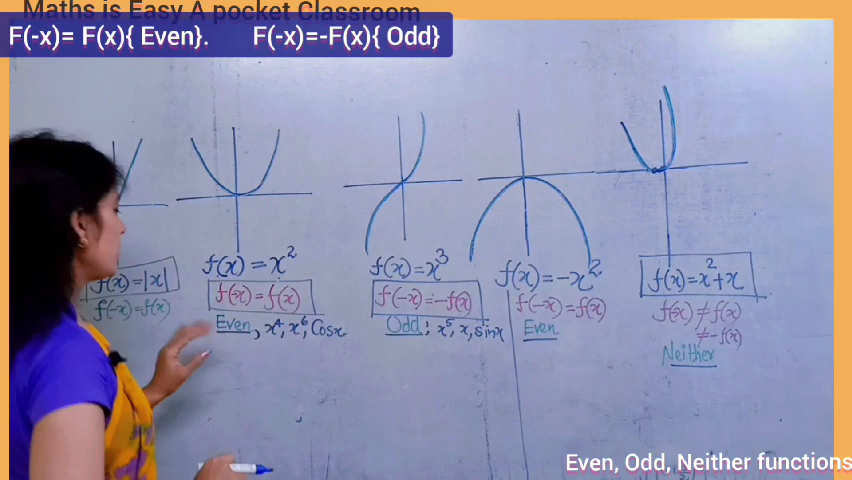 Maths is Easy A pocket Classroom
F(-x)= F(x){ Even}. F(-x)=-F(x){ Odd}
f(x) = |x|
f(-x) = f(x)
f(x) = x²
f(-x) = f(x)
Even, x⁴, x⁶, Cosx
f(x) = x³
f(-x) = -f(x)
Odd; x⁵, x, sinx
f(x) = -x²
f(-x) = f(x)
Even
f(x) = x² + x
f(-x) ≠ f(x)
≠ -f(x)
Neither
Even, Odd, Neither functions